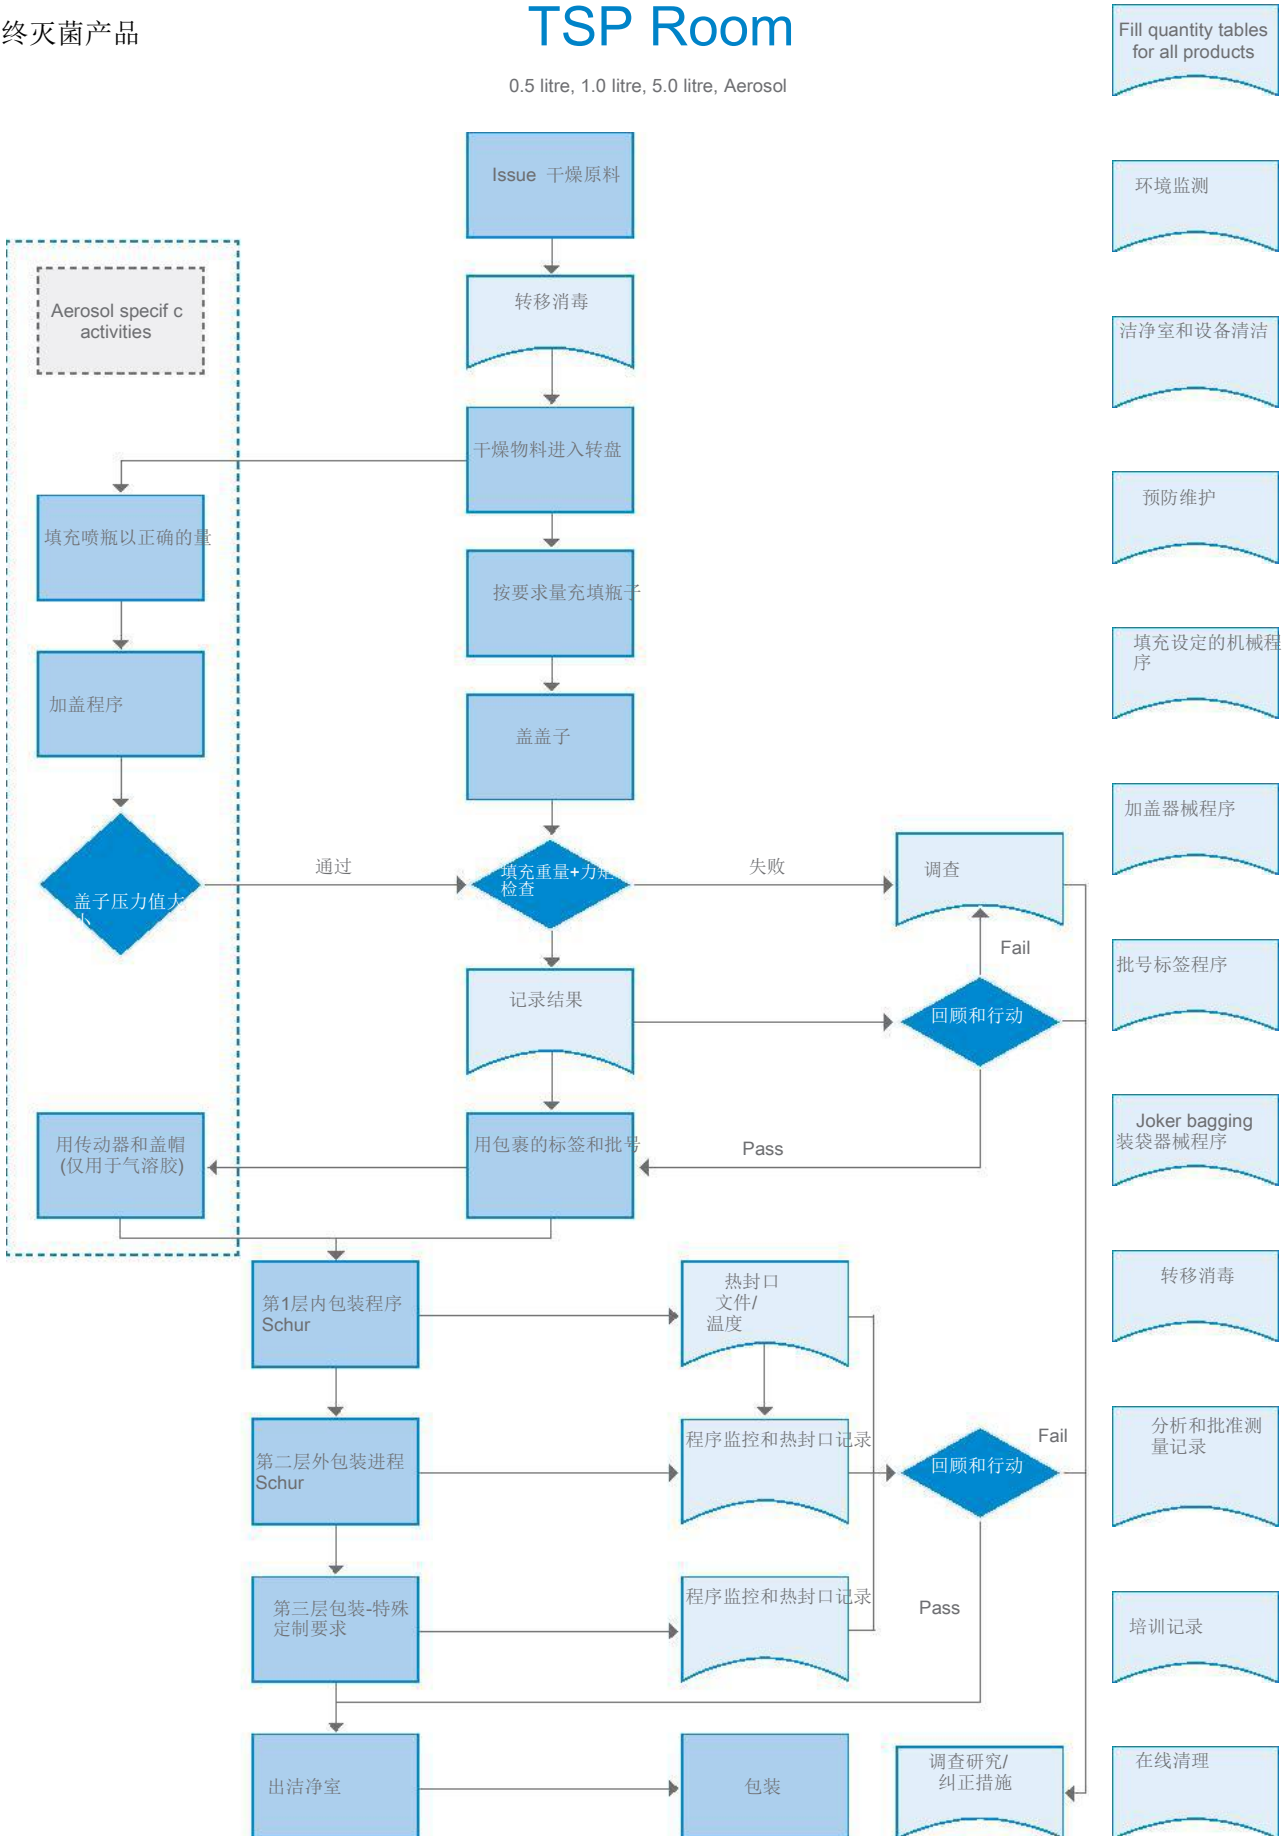 终灭菌产品
TSP Room
0.5 litre, 1.0 litre, 5.0 litre, Aerosol
Fill quantity tables
for all products
Issue 干燥原料
环境监测
Aerosol specif c
activities
转移消毒
洁净室和设备清洁
干燥物料进入转盘
预防维护
填充喷瓶以正确的量
按要求量充填瓶子
填充设定的机械程
序
加盖程序
盖盖子
加盖器械程序
盖子压力值大
小
通过
填充重量+力矩
检查
失败
调查
Fail
批号标签程序
记录结果
回顾和行动
用传动器和盖帽
(仅用于气溶胶)
用包裹的标签和批号
Pass
Joker bagging
装袋器械程序
第1层内包装程序
Schur
热封口
文件/
温度
转移消毒
第二层外包装进程
Schur
程序监控和热封口记录
回顾和行动
Fail
分析和批准测
量记录
第三层包装-特殊
定制要求
程序监控和热封口记录
Pass
培训记录
出洁净室
包装
调查研究/
纠正措施
在线清理